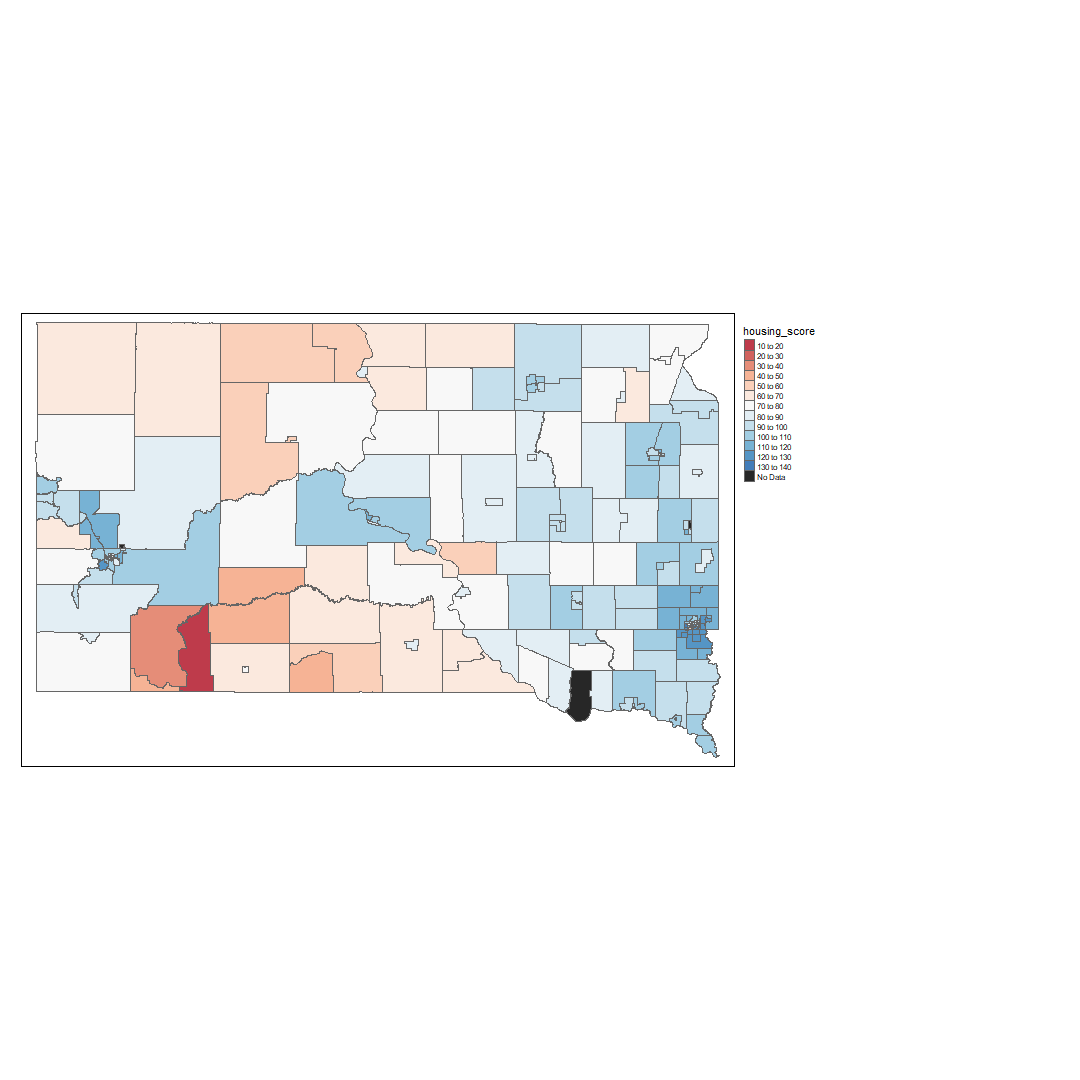 housing_score
10 to 20
20 to 30
30 to 40
40 to 50
50 to 60
60 to 70
70 to 80
80 to 90
90 to 100
100 to 110
110 to 120
120 to 130
130 to 140
No Data